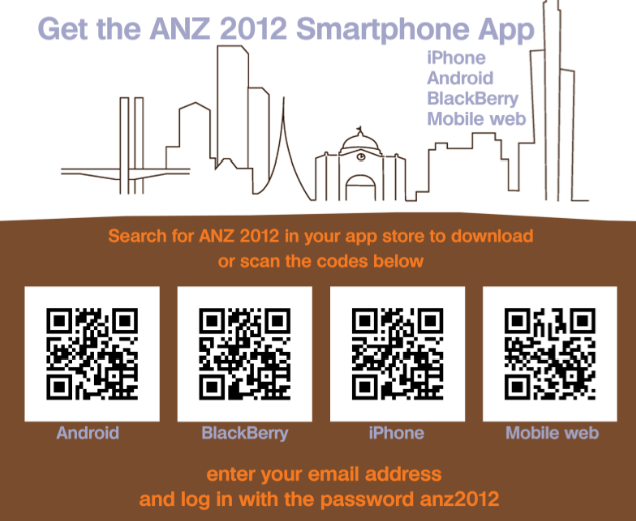 Get the ANZ 2012 Smartphone App
iPhone
Android
BlackBerry
Mobile web
Search for ANZ 2012 in your app store to download
or scan the codes below
Android
BlackBerry
iPhone
Mobile web
enter your email address
and log in with the password anz2012